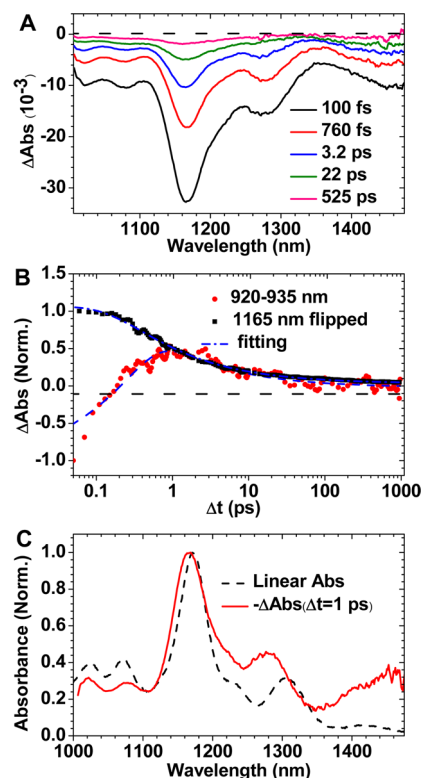 A
0
-10
-20
-30
ΔAbs (10⁻³)
100 fs
760 fs
3.2 ps
22 ps
525 ps
1100 1200 1300 1400
Wavelength (nm)
B
1.5
1.0
0.5
0.0
-0.5
-1.0
ΔAbs (Norm.)
920-935 nm
1165 nm flipped
fitting
0.1 1 10 100 1000
Δt (ps)
C
1.0
0.8
0.6
0.4
0.2
0.0
Absorbance (Norm.)
Linear Abs
-ΔAbs(Δt=1 ps)
1000 1100 1200 1300 1400
Wavelength (nm)